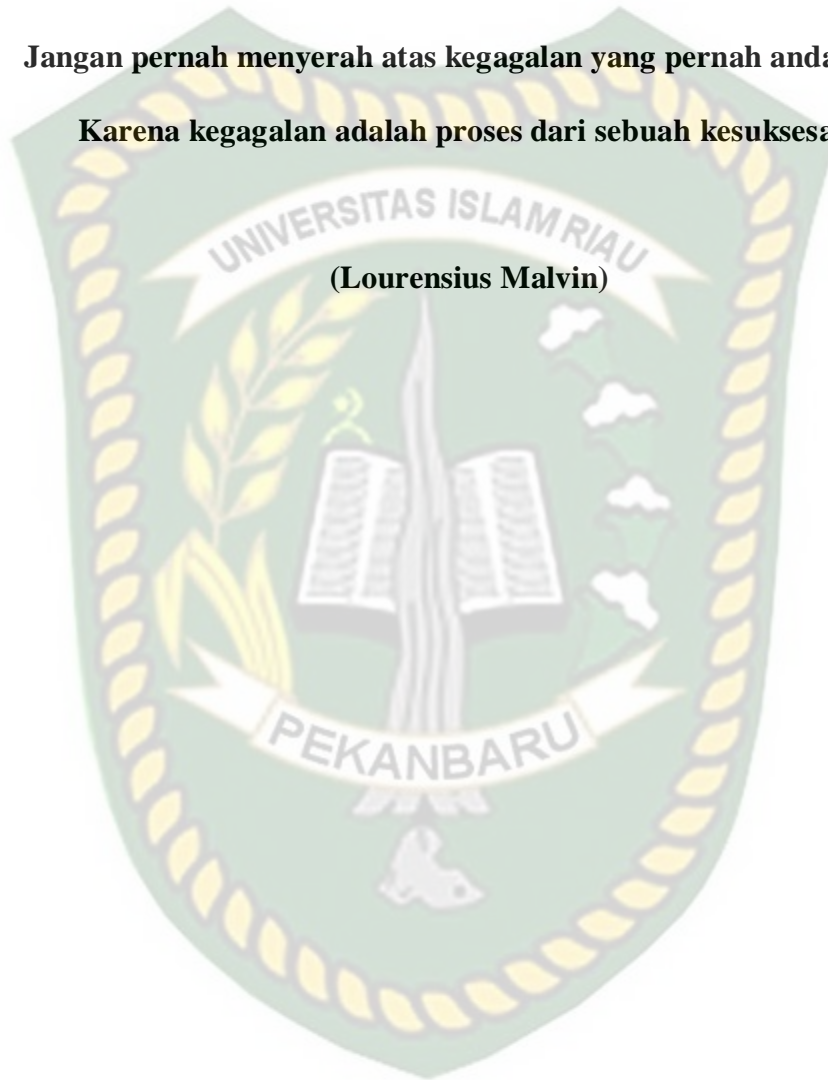 Jangan pernah menyerah atas kegagalan yang pernah anda
Karena kegagalan adalah proses dari sebuah
UNIVERSITAS ISLAM RIAU
(Lourensius Malvin)
PEKANBARU